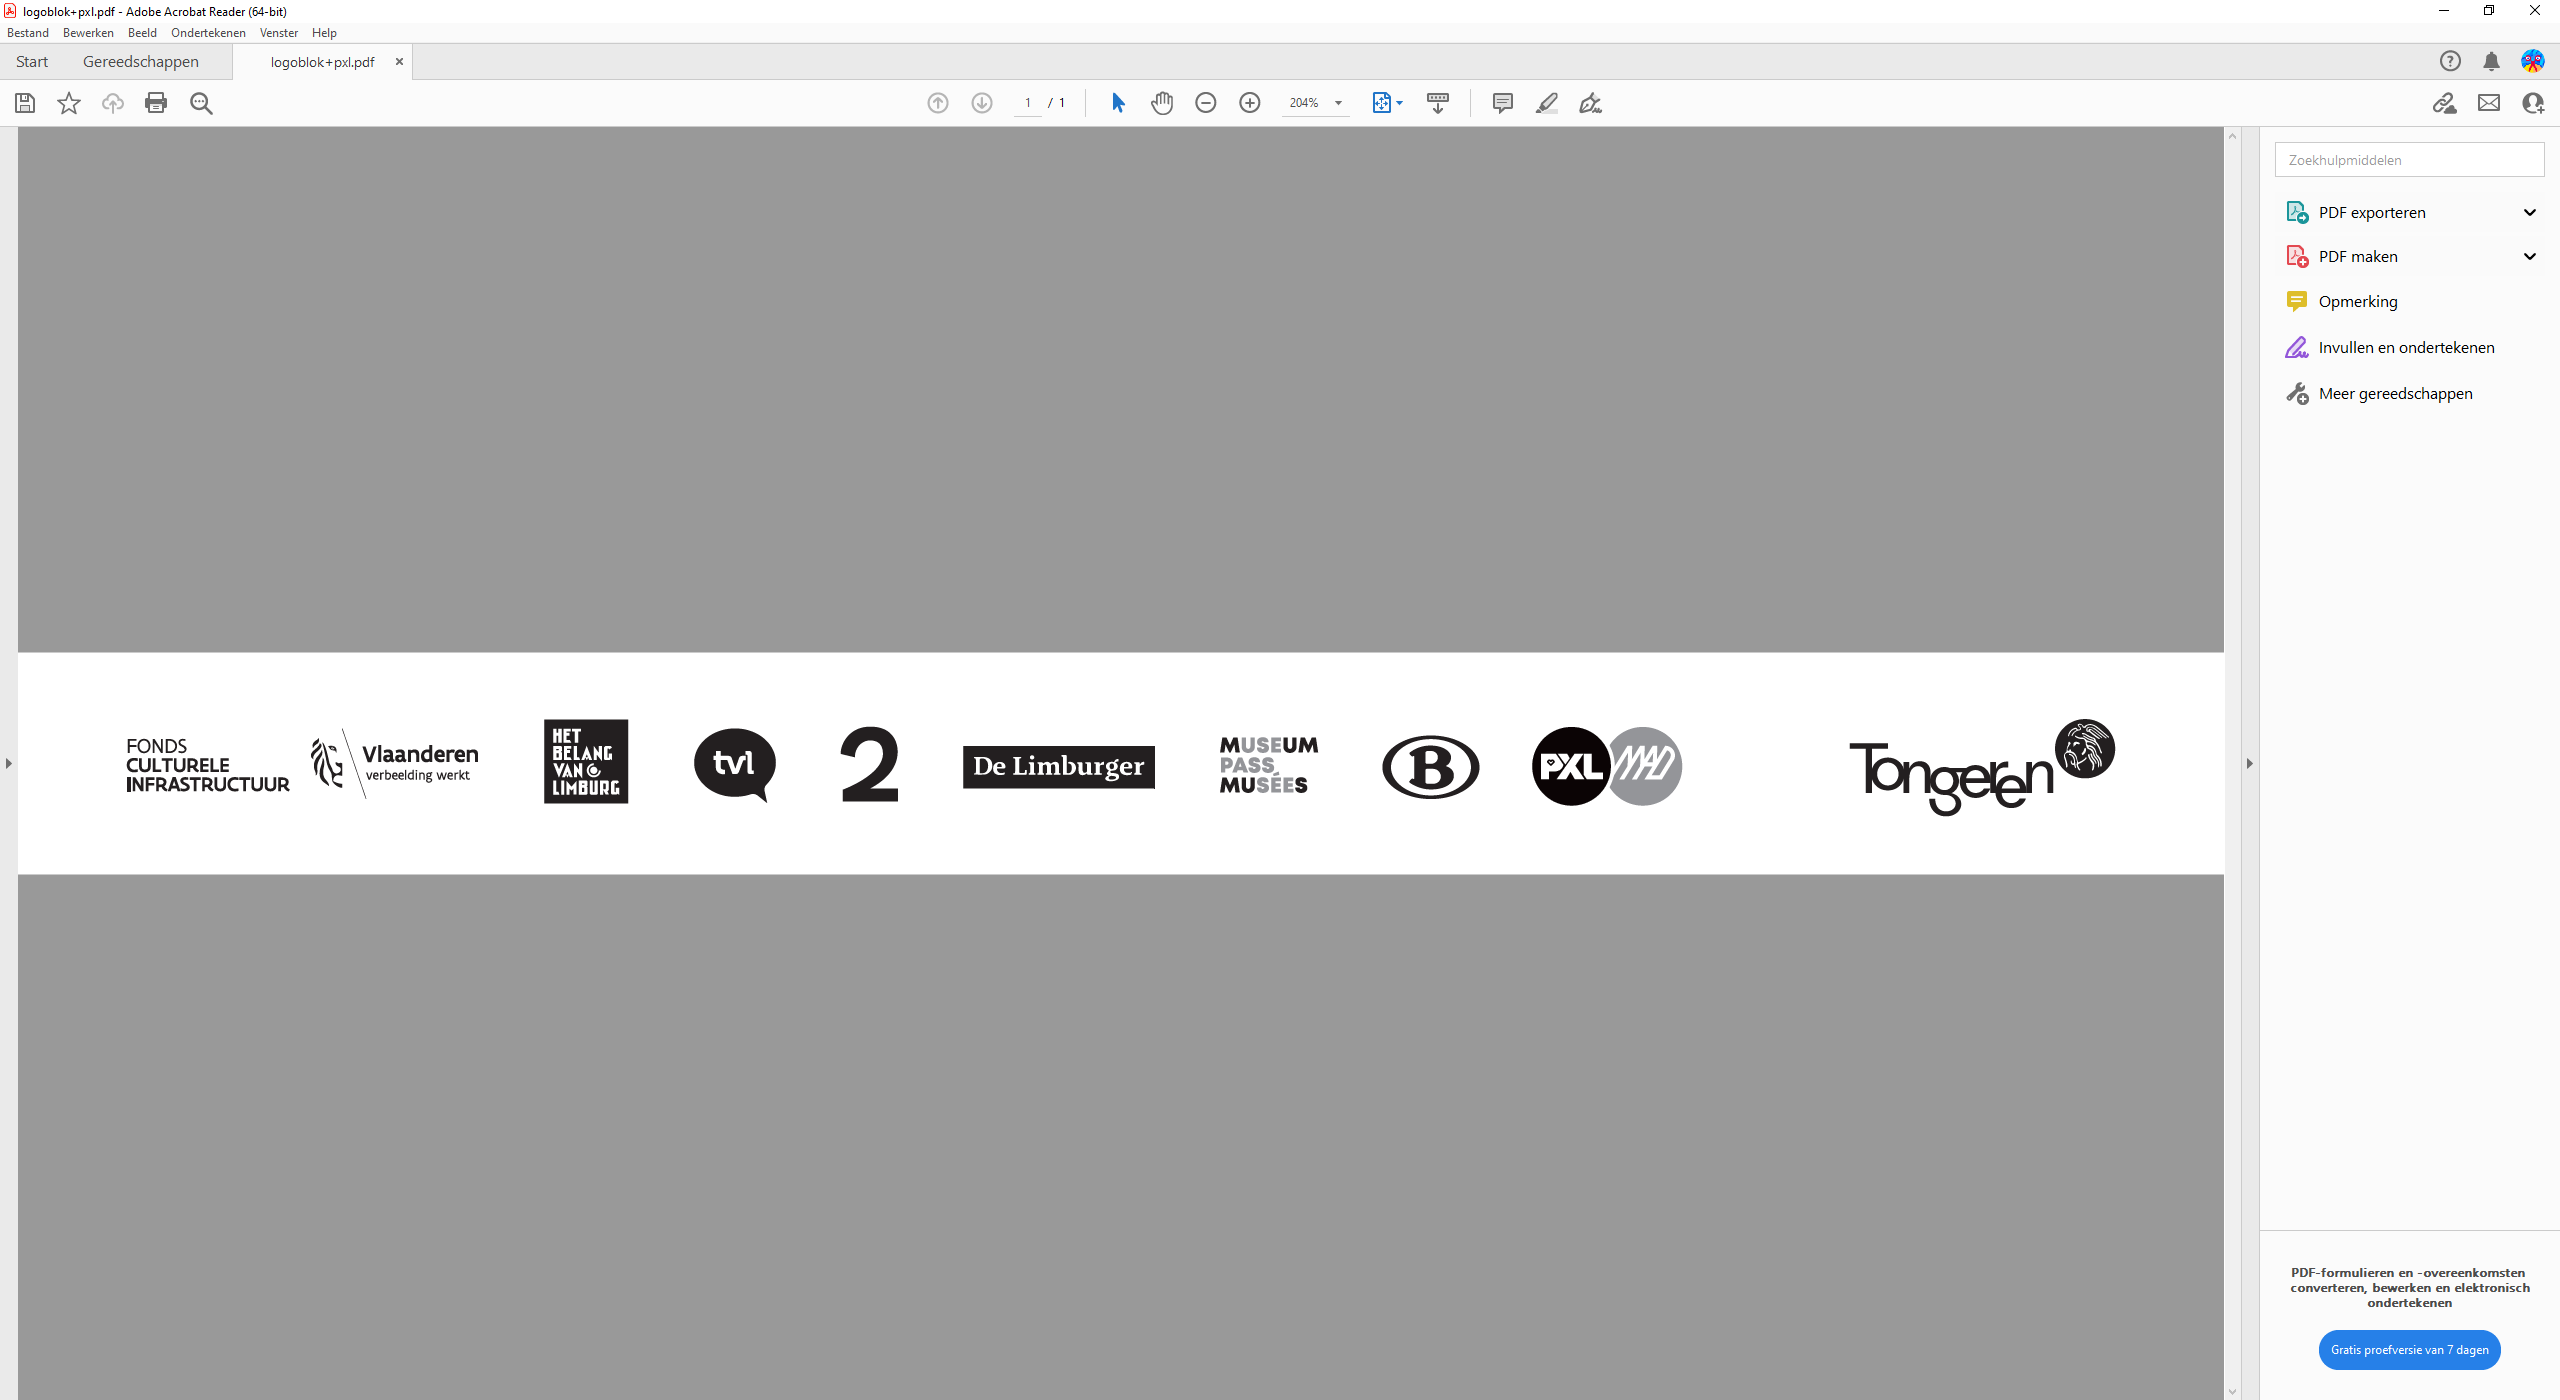 logoblok+pxl.pdf - Adobe Acrobat Reader (64-bit)
Bestand Bewerken Beeld Ondertekenen Venster Help
Start Gereedschappen logoblok+pxl.pdf
1 / 1 204%
Zoekhulpmiddelen
PDF exporteren
PDF maken
Opmerking
Invullen en ondertekenen
Meer gereedschappen
FONDS
CULTURELE
INFRASTRUCTUUR
Vlaanderen
verbeelding werkt
HET
BELANG
VAN
LIMBURG
tvl
2
De Limburger
MUSEUM
PASS
MUSÉES
B
PXL MAD
Tongeren
PDF-formulieren en -overeenkomsten
converteren, bewerken en elektronisch
ondertekenen
Gratis proefversie van 7 dagen